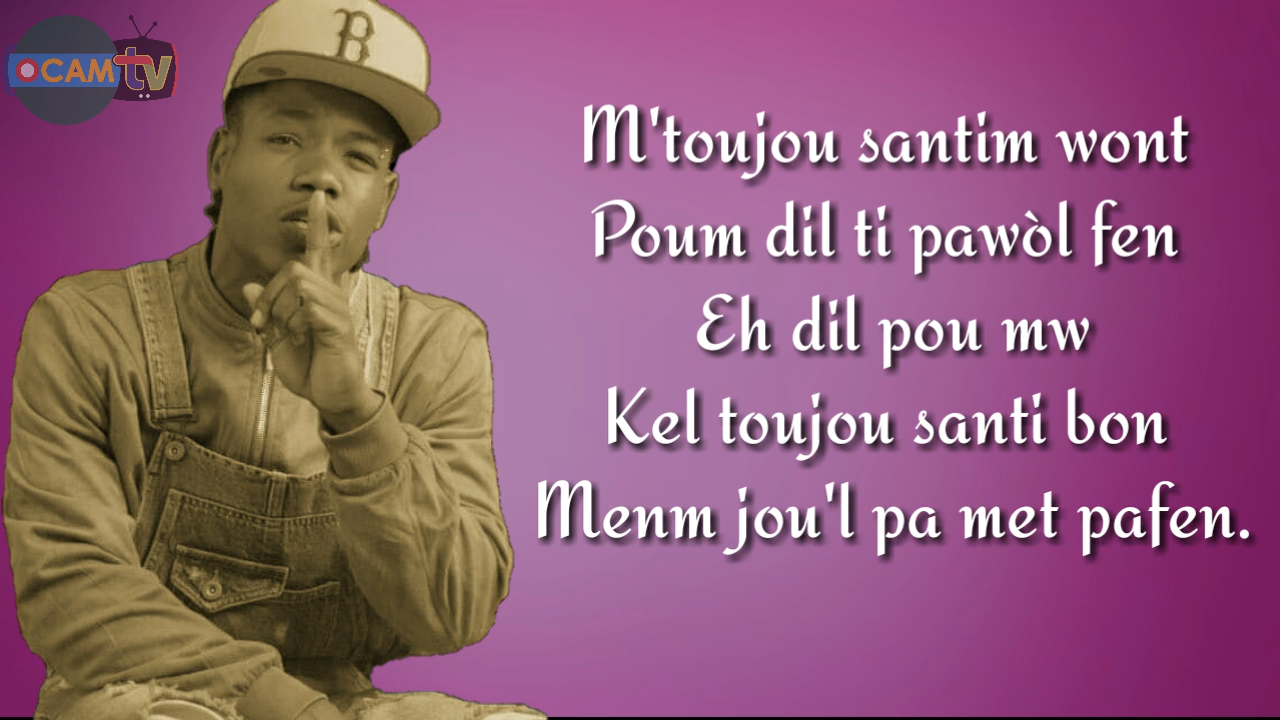 OCAM tv
B
M'toujou santim wont
Poum dil ti pawòl fen
Eh dil pou mw
Kel toujou santi bon
Menm jou'l pa met pafen.